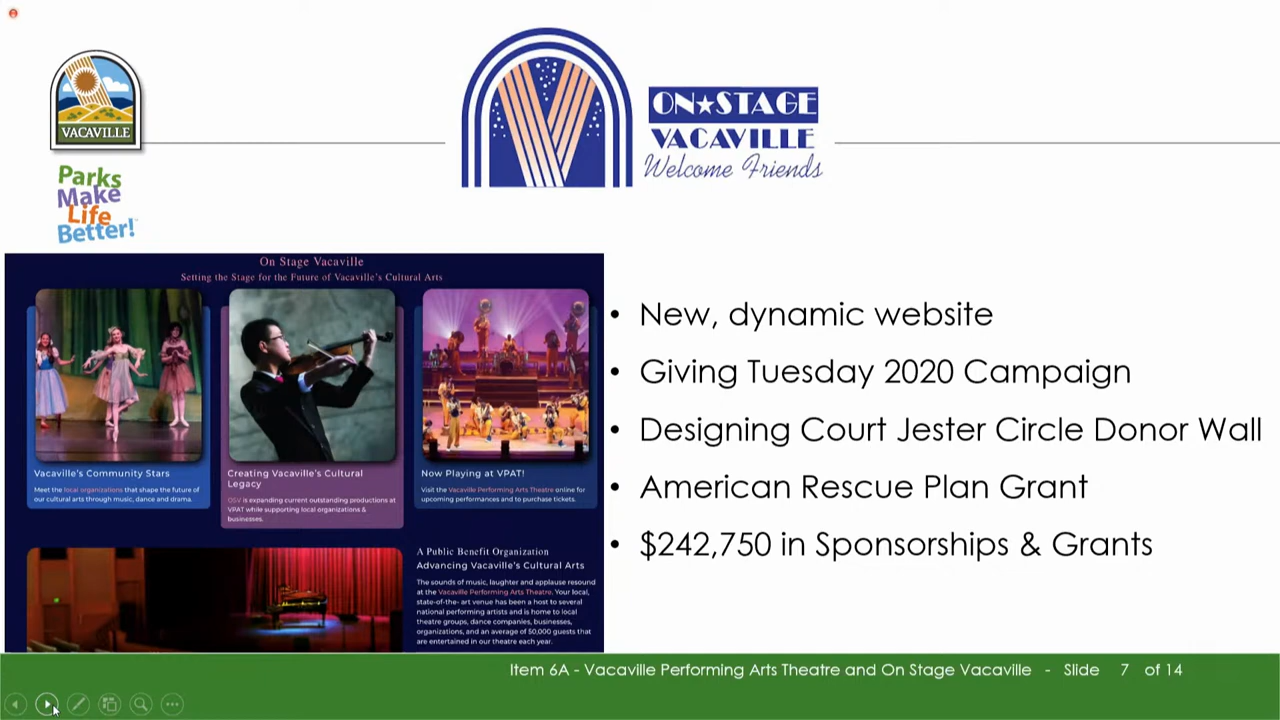 VACAVILLE
Parks
Make
Life
Better!
ON★STAGE
VACAVILLE
Welcome Friends
On Stage Vacaville
Setting the Stage for the Future of Vacaville's Cultural Arts
Vacaville's Community Stars
Meet the local organizations that shape the future of
our cultural arts through music, dance and drama.
Creating Vacaville's Cultural
Legacy
OSV is expanding current outstanding productions at
VPAT while supporting local organizations &
businesses.
Now Playing at VPAT!
Visit the Vacaville Performing Arts Theatre online for
upcoming performances and to purchase tickets.
A Public Benefit Organization
Advancing Vacaville's Cultural Arts
The sounds of music, laughter and applause resound
at the Vacaville Performing Arts Theatre. Your local,
state-of-the- art venue has been a host to several
national performing artists and is home to local
theatre groups, dance companies, businesses,
organizations, and an average of 50,000 guests that
are entertained in our theatre each year.
• New, dynamic website
• Giving Tuesday 2020 Campaign
• Designing Court Jester Circle Donor Wall
• American Rescue Plan Grant
• $242,750 in Sponsorships & Grants
Item 6A - Vacaville Performing Arts Theatre and On Stage Vacaville - Slide 7 of 14